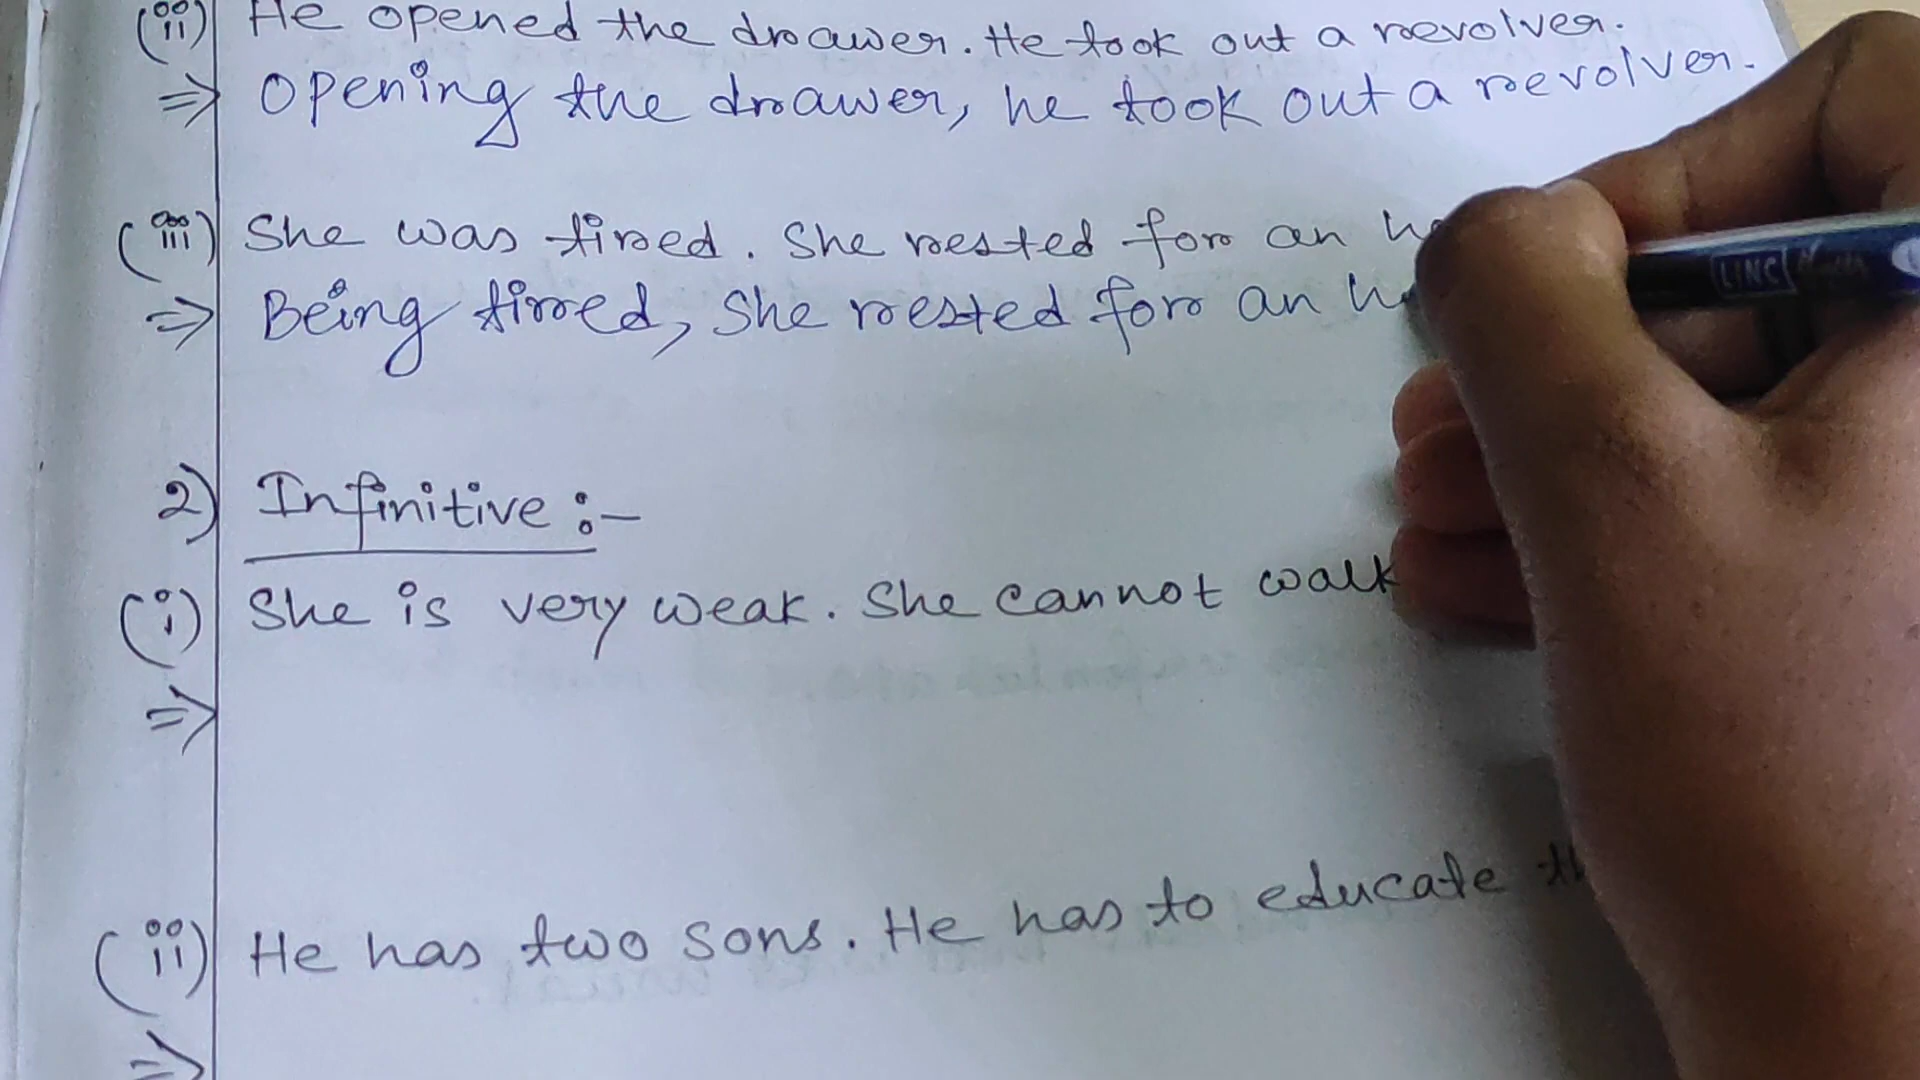 (ii) He opened the drawer. He took out a revolver.
⇒ Opening the drawer, he took out a revolver.
(iii) She was tired. She rested for an
⇒ Being tired, She rested for an
2) Infinitive :-
(i) She is very weak. She cannot walk
⇒
(ii) He has two sons. He has to educate
⇒
LINC